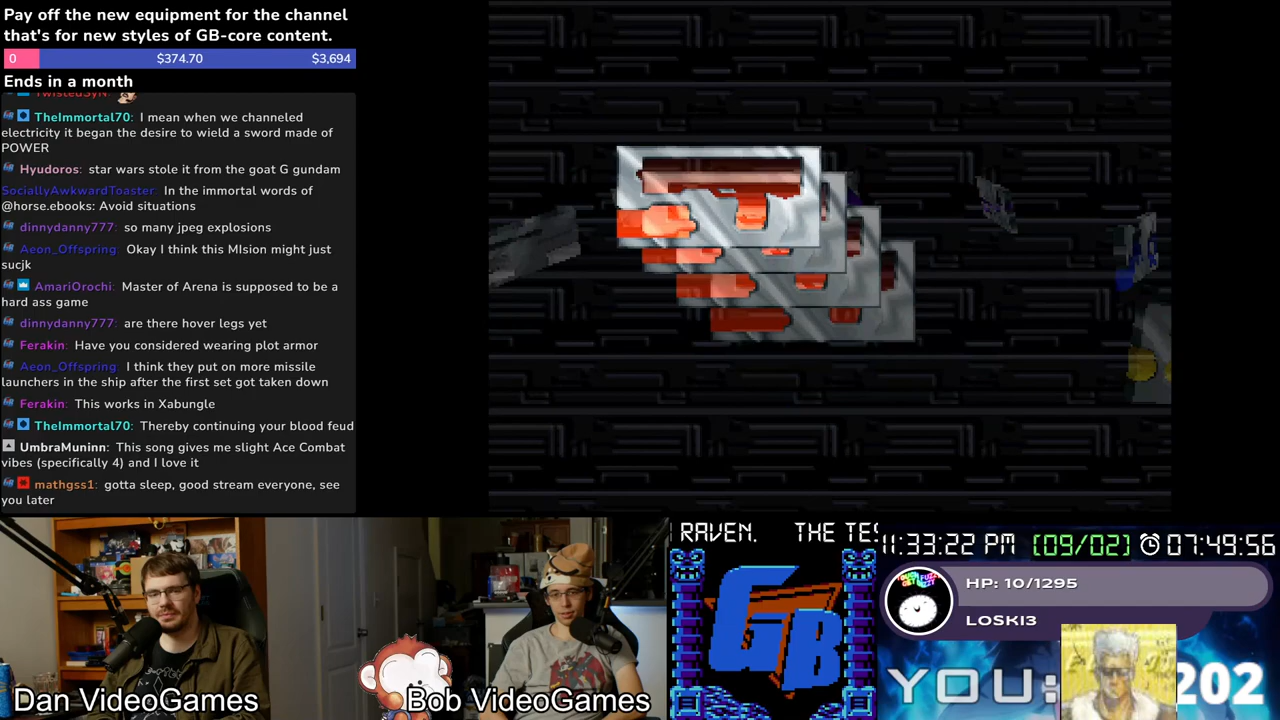 Pay off the new equipment for the channel
that's for new styles of GB-core content.
0 $374.70 $3,694
Ends in a month
TwistedSyN:
TheImmortal70: I mean when we channeled
electricity it began the desire to wield a sword made of
POWER
Hyudoros: star wars stole it from the goat G gundam
SociallyAwkwardToaster: In the immortal words of
@horse.ebooks: Avoid situations
dinnydanny777: so many jpeg explosions
Aeon_Offspring: Okay I think this MIsion might just
sucjk
AmariOrochi: Master of Arena is supposed to be a
hard ass game
dinnydanny777: are there hover legs yet
Ferakin: Have you considered wearing plot armor
Aeon_Offspring: I think they put on more missile
launchers in the ship after the first set got taken down
Ferakin: This works in Xabungle
TheImmortal70: Thereby continuing your blood feud
UmbraMuninn: This song gives me slight Ace Combat
vibes (specifically 4) and I love it
mathgss1: gotta sleep, good stream everyone, see
you later
RAVEN. THE TES
11:33:22 PM [09/02] 07:49:56
GB
HP: 10/1295
LOSKI3
YOU: 202
Dan VideoGames
Bob VideoGames